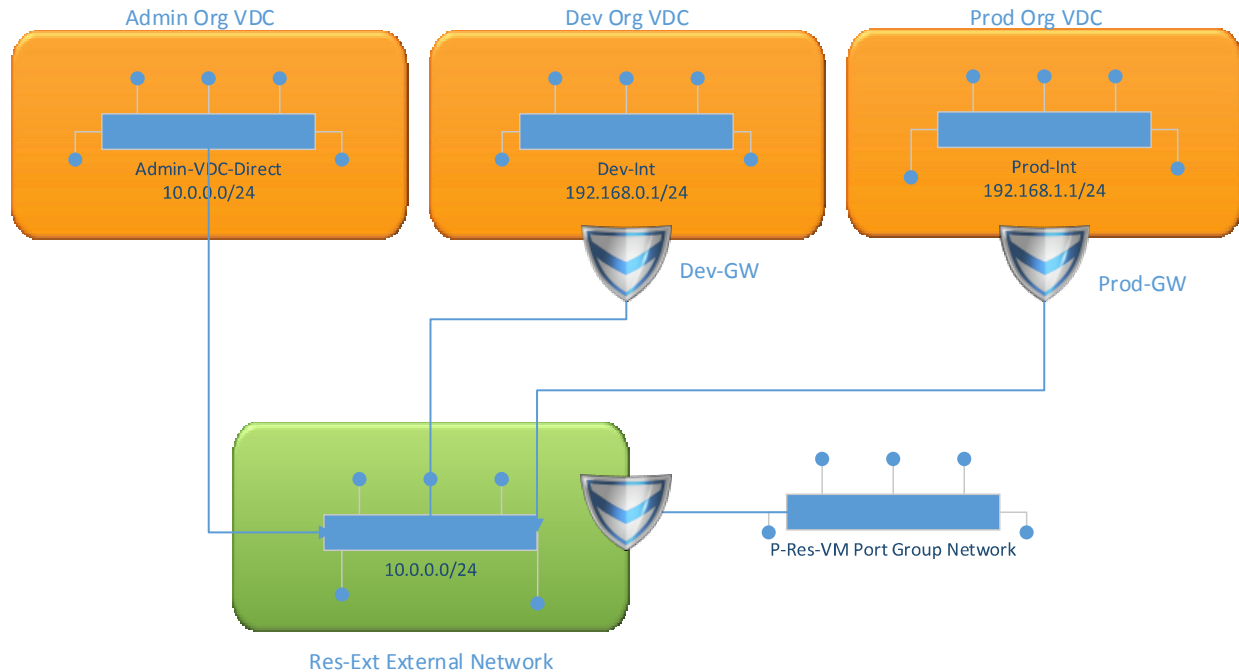 Admin Org VDC
Dev Org VDC
Prod Org VDC
Admin-VDC-Direct
10.0.0.0/24
Dev-Int
192.168.0.1/24
Prod-Int
192.168.1.1/24
Dev-GW
Prod-GW
10.0.0.0/24
P-Res-VM Port Group Network
Res-Ext External Network